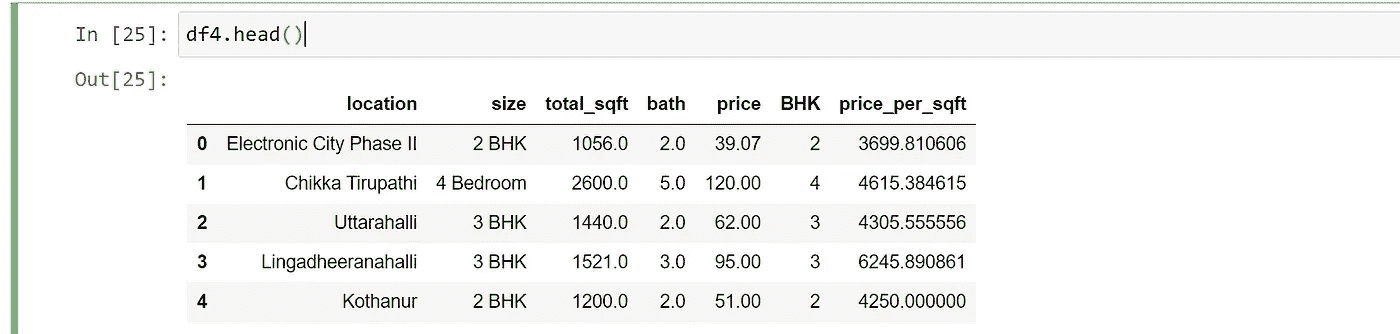 In [25]: df4.head()
Out[25]:
location size total_sqft bath price BHK price_per_sqft
0 Electronic City Phase II 2 BHK 1056.0 2.0 39.07 2 3699.810606
1 Chikka Tirupathi 4 Bedroom 2600.0 5.0 120.00 4 4615.384615
2 Uttarahalli 3 BHK 1440.0 2.0 62.00 3 4305.555556
3 Lingadheeranahalli 3 BHK 1521.0 3.0 95.00 3 6245.890861
4 Kothanur 2 BHK 1200.0 2.0 51.00 2 4250.000000